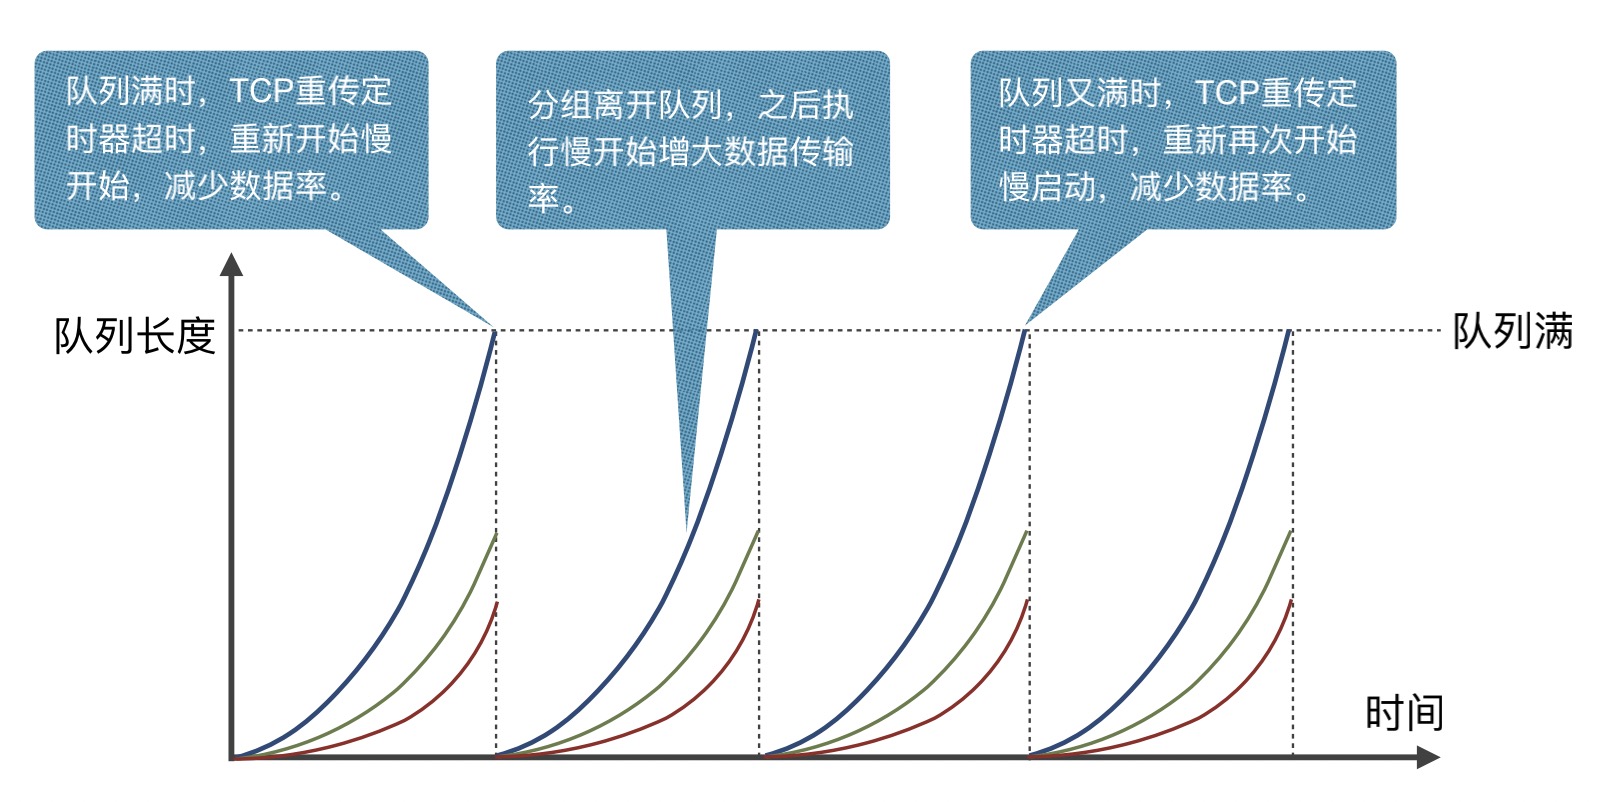 队列满时，TCP重传定
时器超时，重新开始慢
开始，减少数据率。
分组离开队列，之后执
行慢开始增大数据传输
率。
队列又满时，TCP重传定
时器超时，重新再次开始
慢启动，减少数据率。
队列长度
队列满
时间